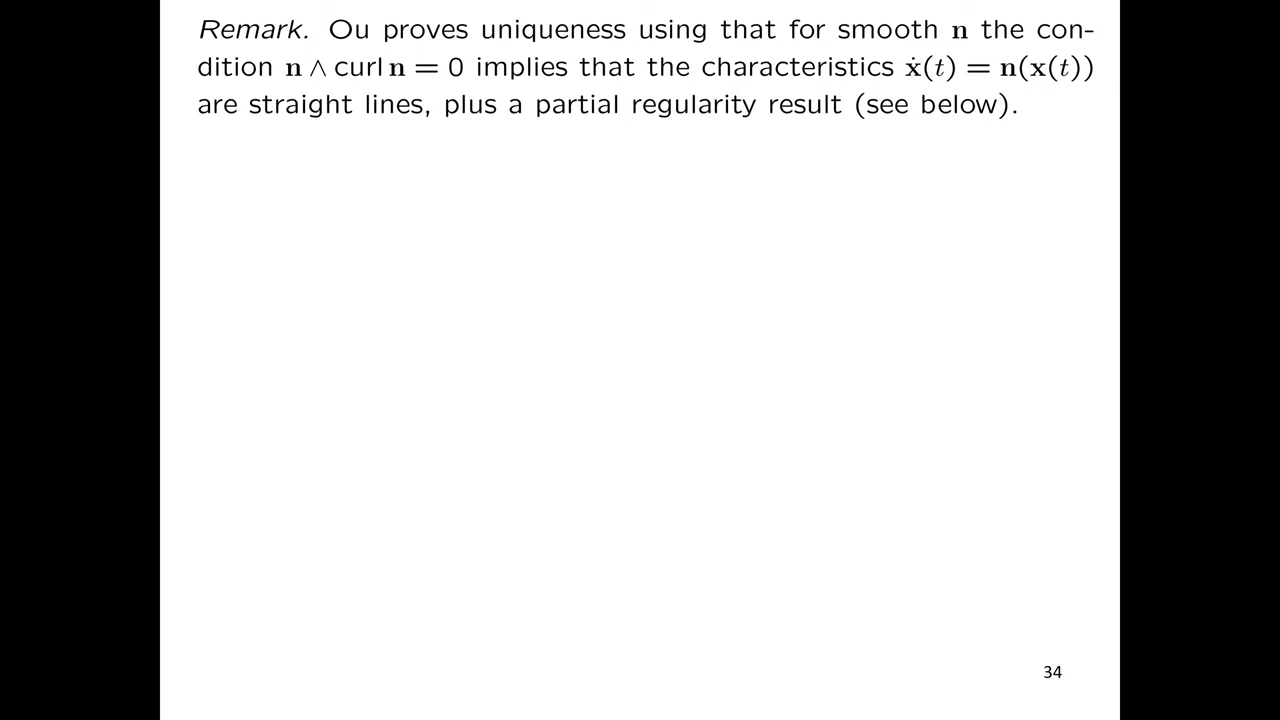 Remark. Ou proves uniqueness using that for smooth n the con-
dition n ∧ curl n = 0 implies that the characteristics ẋ(t) = n(x(t))
are straight lines, plus a partial regularity result (see below).
34